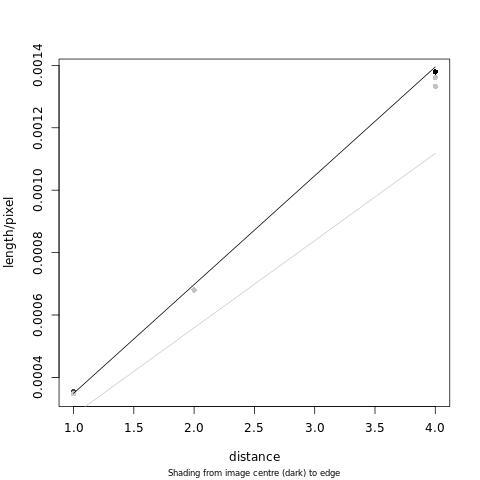 0.0014
0.0012
0.0010
0.0008
0.0006
0.0004
length/pixel
1.0 1.5 2.0 2.5 3.0 3.5 4.0
distance
Shading from image centre (dark) to edge